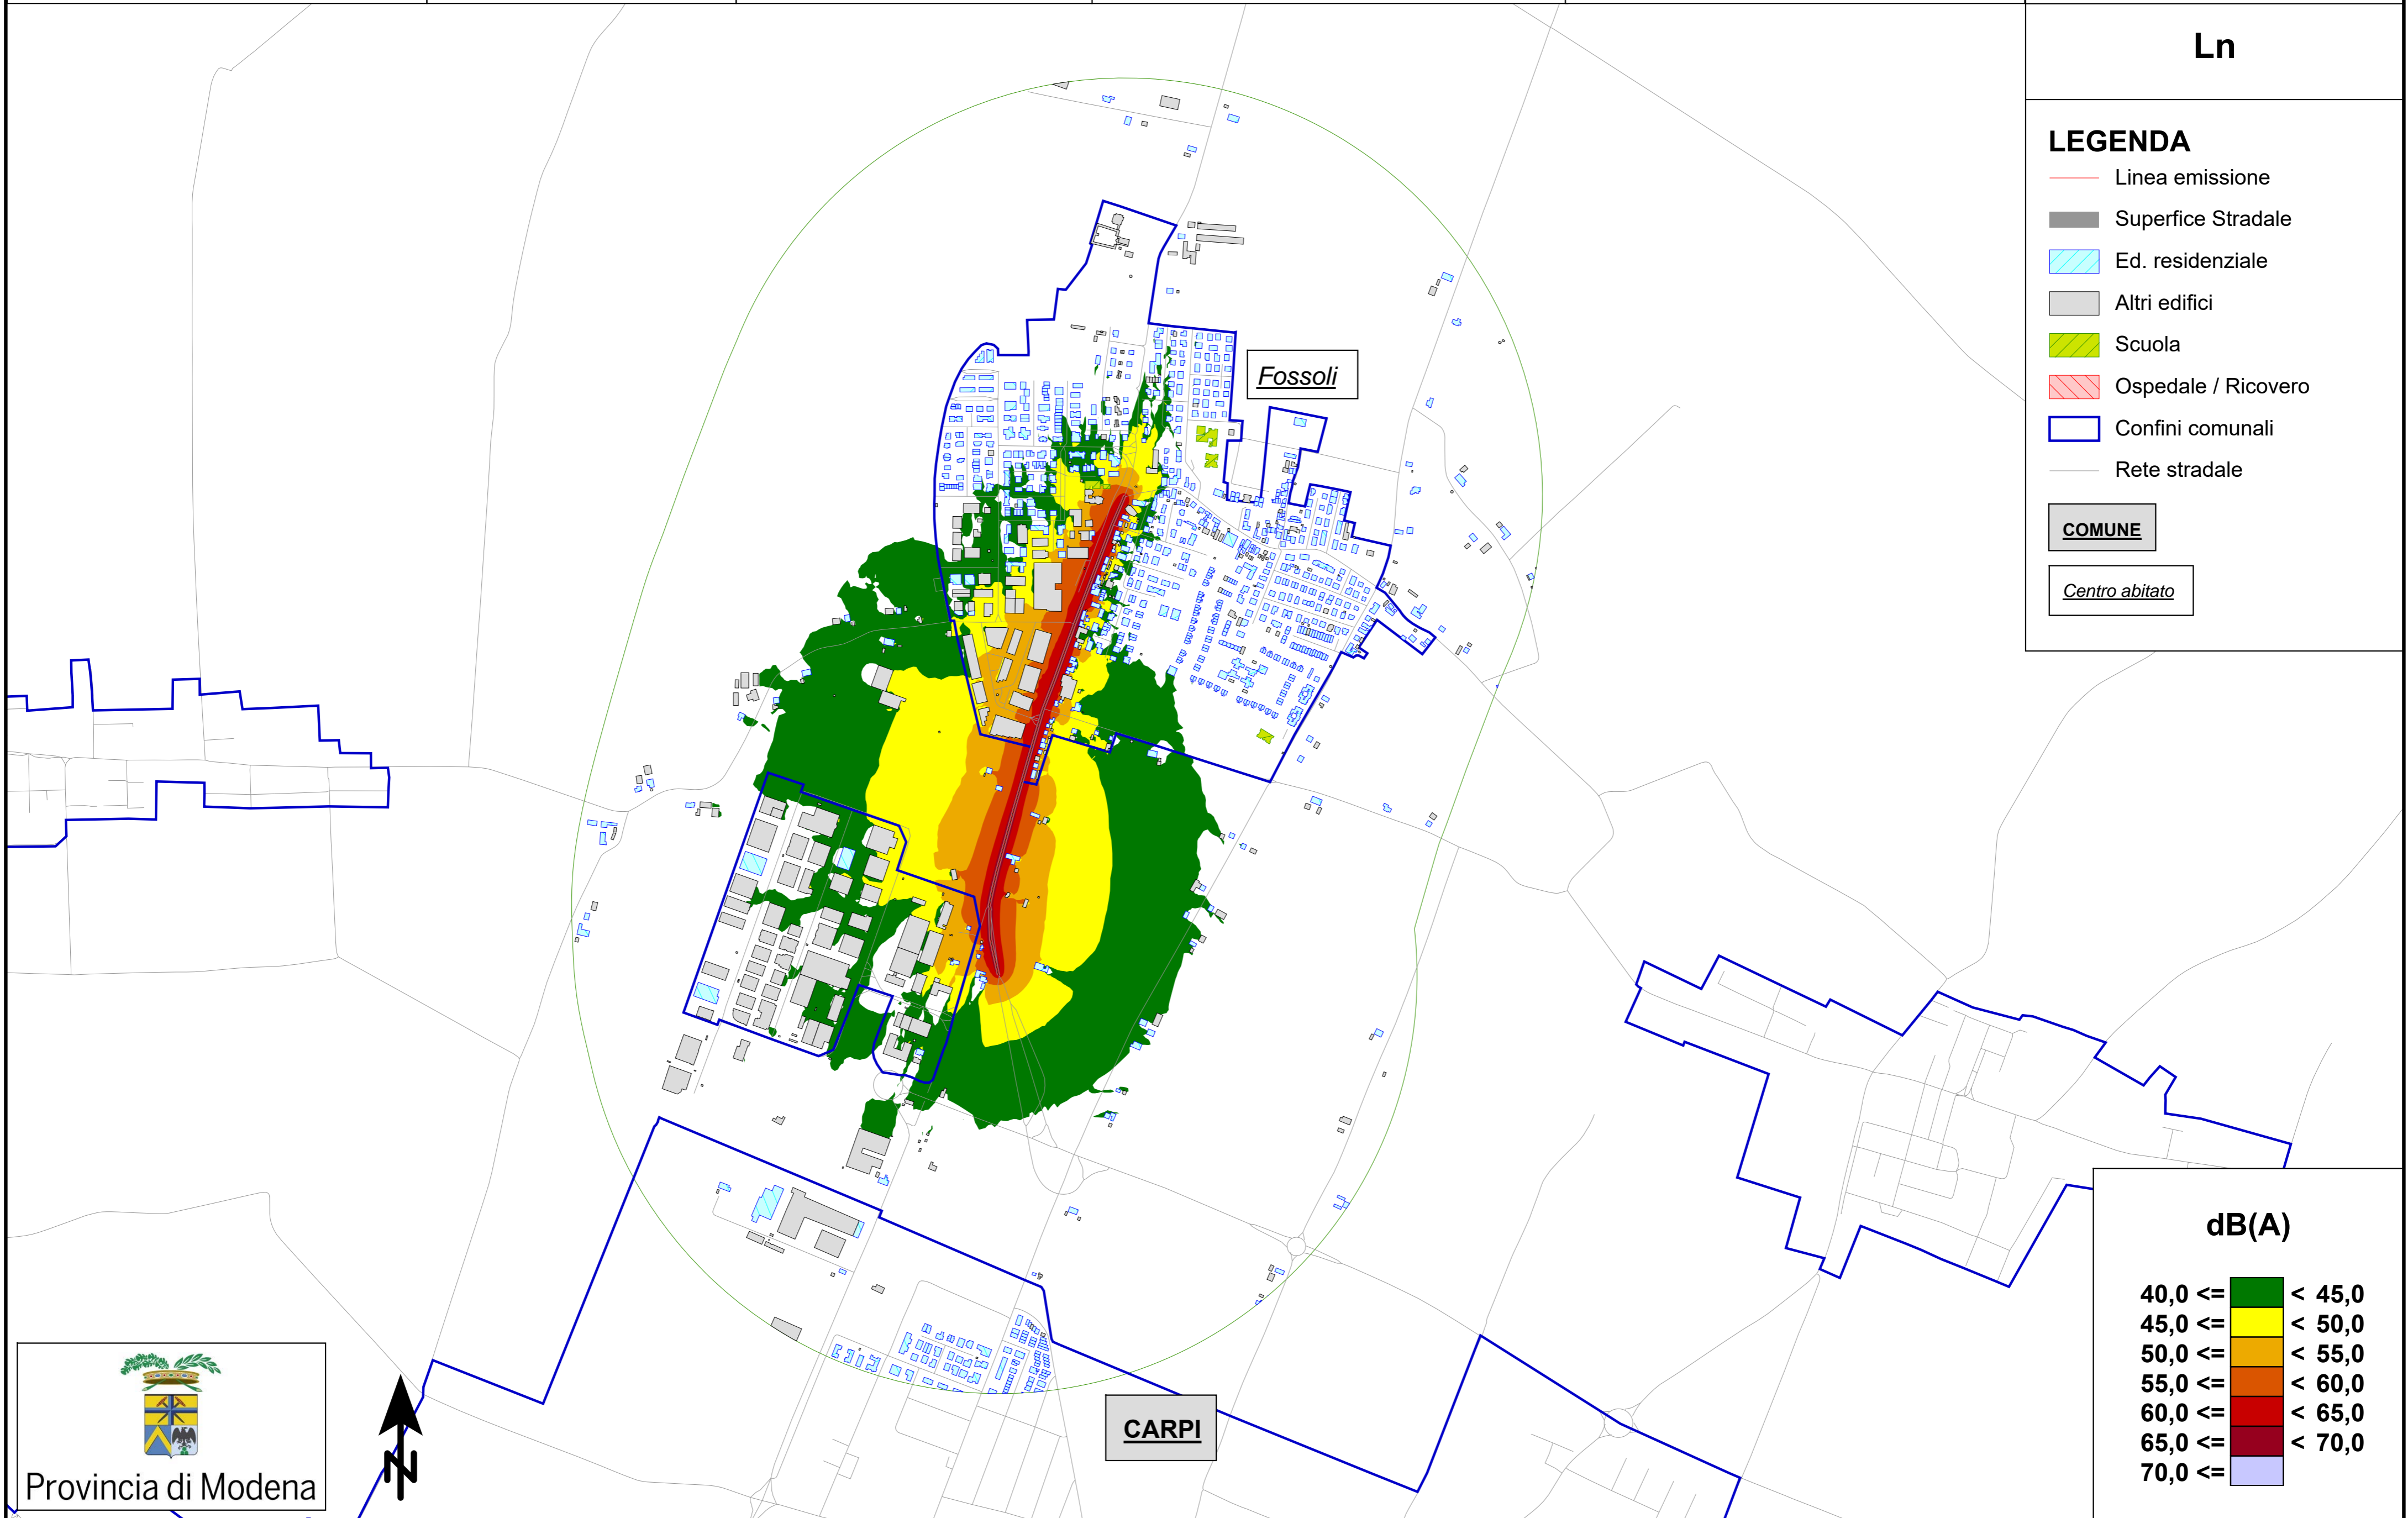 Ln
LEGENDA
Linea emissione
Superfice Stradale
Ed. residenziale
Altri edifici
Scuola
Ospedale / Ricovero
Confini comunali
Rete stradale
COMUNE
Centro abitato
Fossoli
CARPI
dB(A)
40,0 <= < 45,0
45,0 <= < 50,0
50,0 <= < 55,0
55,0 <= < 60,0
60,0 <= < 65,0
65,0 <= < 70,0
70,0 <=
Provincia di Modena
N